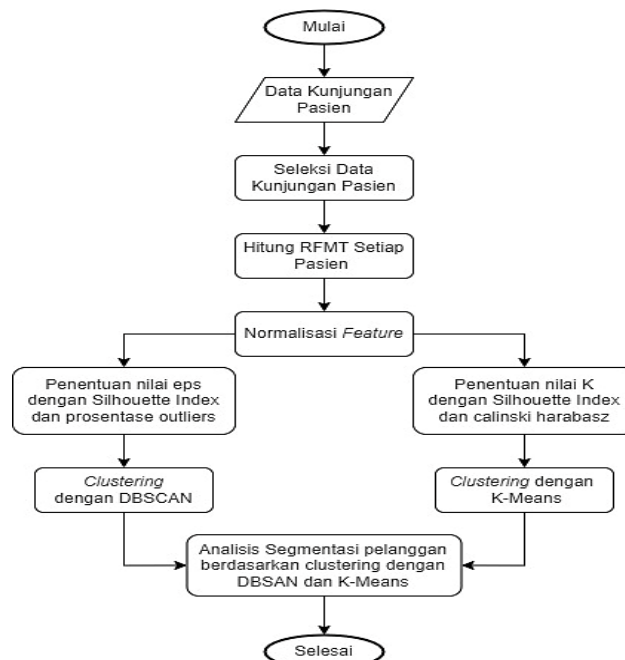 Mulai
Data Kunjungan
Pasien
Seleksi Data
Kunjungan Pasien
Hitung RFMT Setiap
Pasien
Normalisasi Feature
Penentuan nilai eps
dengan Silhouette Index
dan prosentase outliers
Penentuan nilai K
dengan Silhouette Index
dan calinski harabasz
Clustering
dengan DBSCAN
Clustering dengan
K-Means
Analisis Segmentasi pelanggan
berdasarkan clustering dengan
DBSAN dan K-Means
Selesai